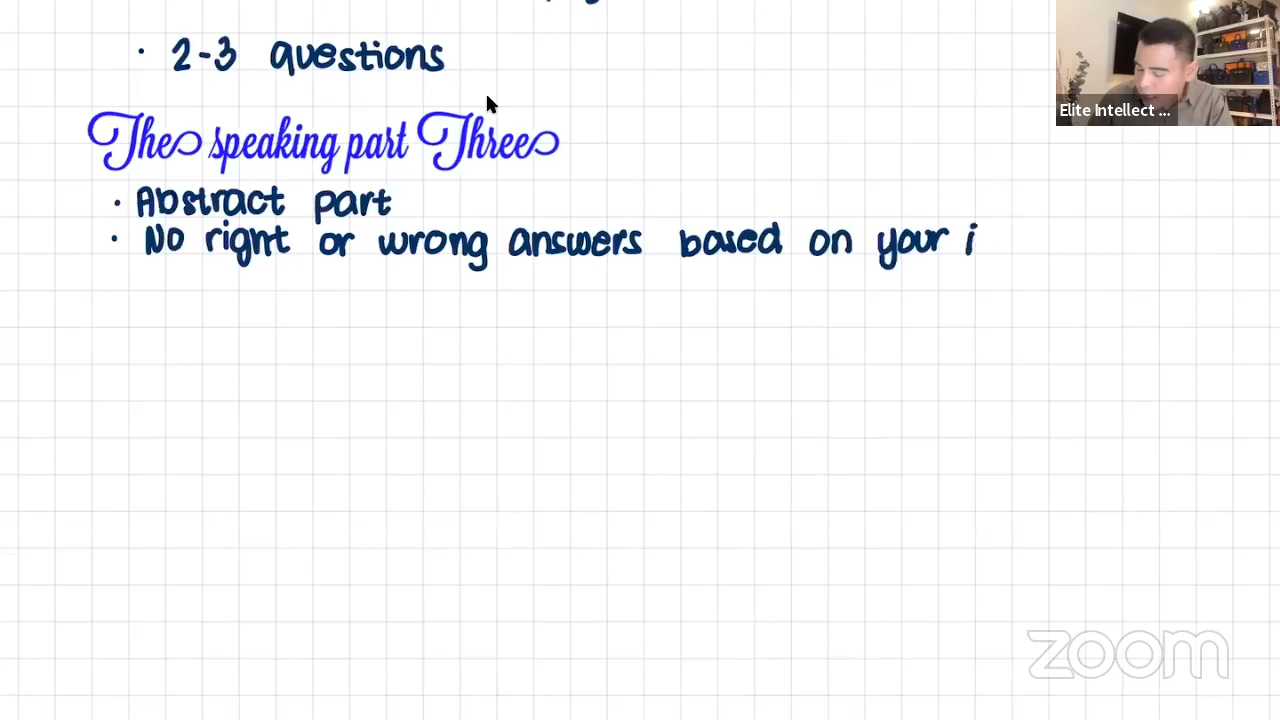 · 2-3 questions
Elite Intellect ...
The speaking part Three
· Abstract part
· No right or wrong answers based on your i
zoom